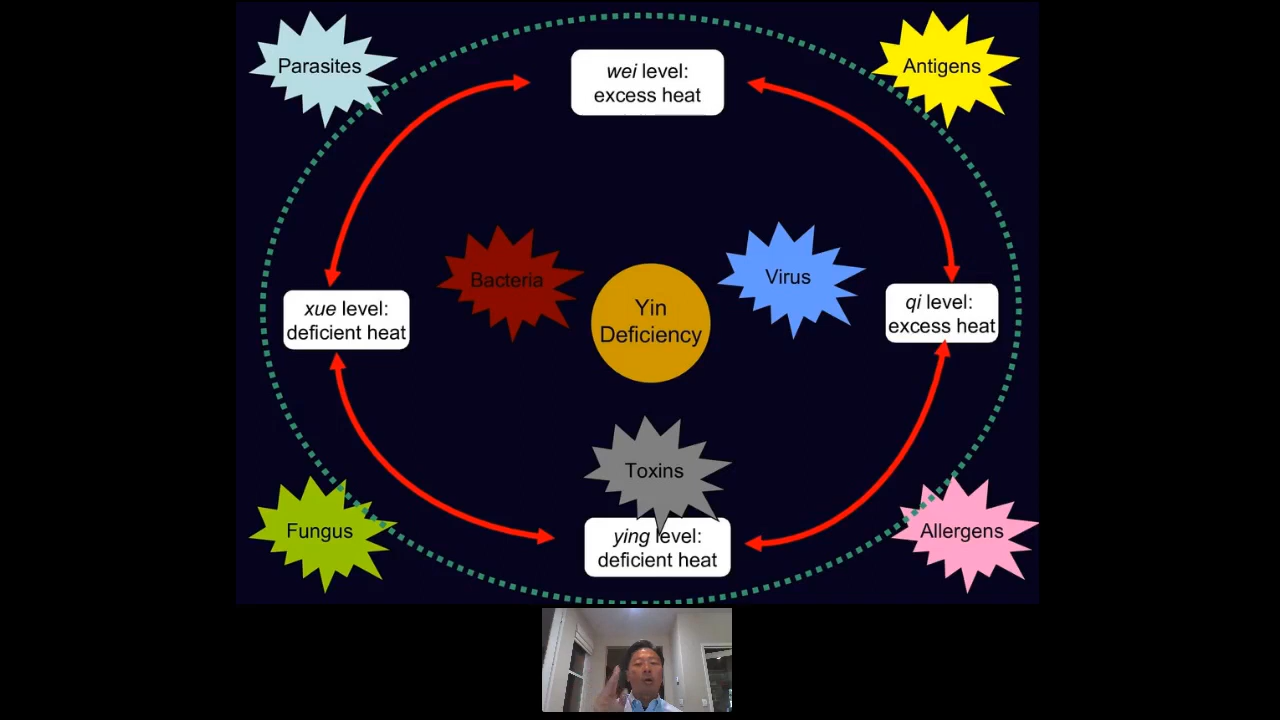 Parasites
wei level:
excess heat
Antigens
Bacteria
Virus
Yin
Deficiency
xue level:
deficient heat
qi level:
excess heat
Toxins
ying level:
deficient heat
Fungus
Allergens